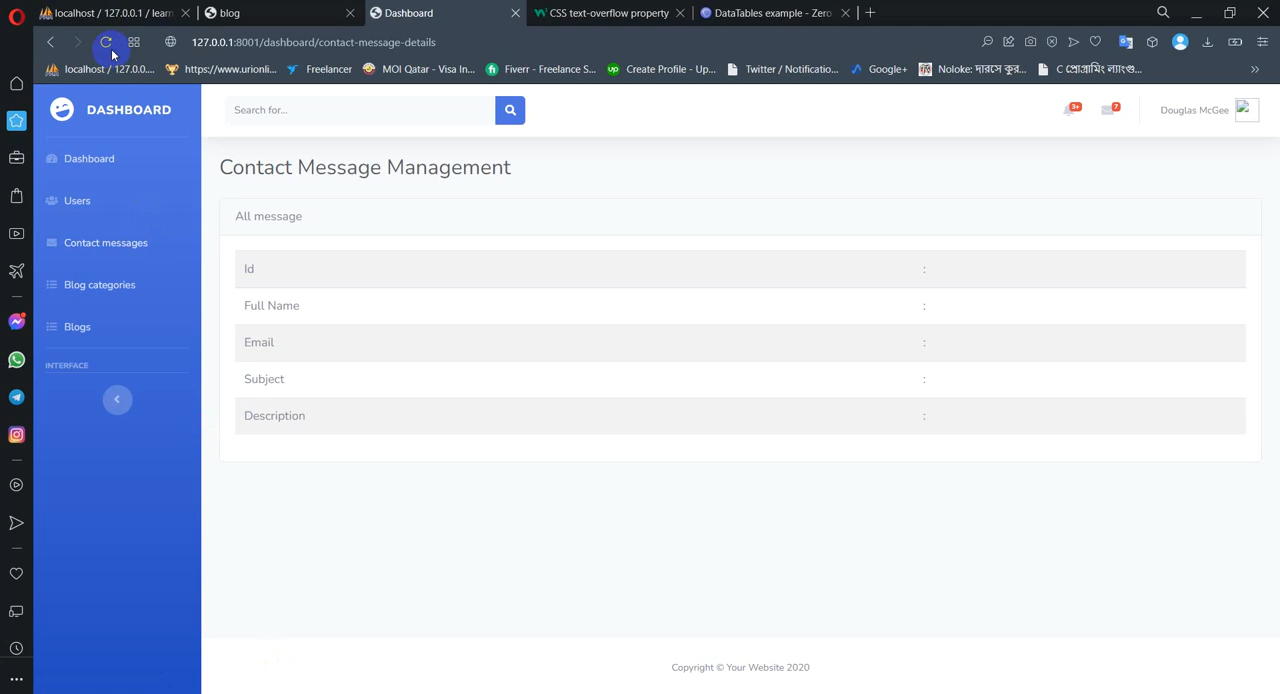 localhost / 127.0.0.1 / learn
blog
Dashboard
CSS text-overflow property
DataTables example - Zero
127.0.0.1:8001/dashboard/contact-message-details
localhost / 127.0.0....
https://www.urionli...
Freelancer
MOI Qatar - Visa In...
Fiverr - Freelance S...
Create Profile - Up...
Twitter / Notificatio...
Google+
Noloke: দারসে কুর...
C প্রোগ্রামিং ল্যাংগু...
DASHBOARD
Search for...
3+
7
Douglas McGee
Dashboard
Users
Contact messages
Blog categories
Blogs
INTERFACE
Contact Message Management
All message
Id :
Full Name :
Email :
Subject :
Description :
Copyright © Your Website 2020